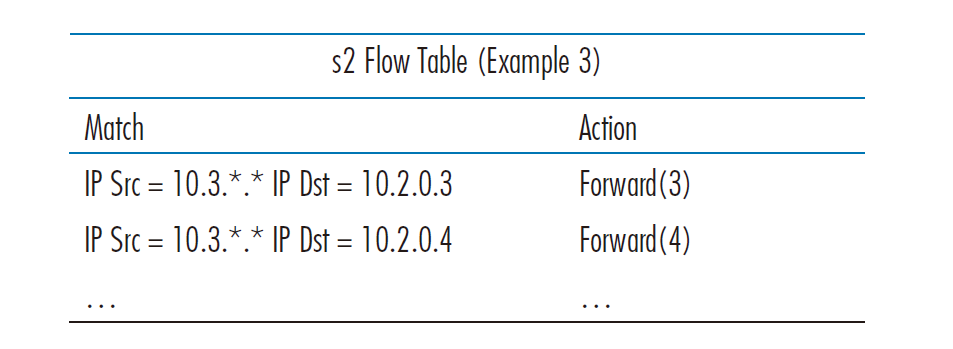 s2 Flow Table (Example 3)
Match Action
IP Src = 10.3.*.* IP Dst = 10.2.0.3 Forward(3)
IP Src = 10.3.*.* IP Dst = 10.2.0.4 Forward(4)
... ...